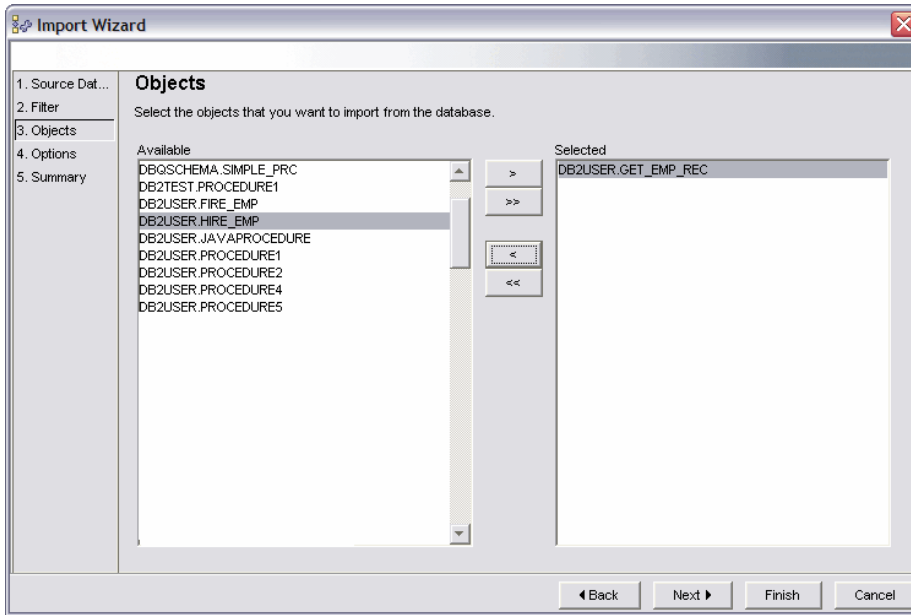 Import Wizard
1. Source Dat...
2. Filter
3. Objects
4. Options
5. Summary
Objects
Select the objects that you want to import from the database.
Available
DBQSCHEMA.SIMPLE_PRC
DB2TEST.PROCEDURE1
DB2USER.FIRE_EMP
DB2USER.HIRE_EMP
DB2USER.JAVAPROCEDURE
DB2USER.PROCEDURE1
DB2USER.PROCEDURE2
DB2USER.PROCEDURE4
DB2USER.PROCEDURE5
>
>>
<
<<
Selected
DB2USER.GET_EMP_REC
Back
Next
Finish
Cancel